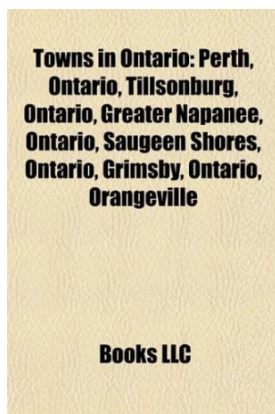 Towns in Ontario: Perth,
Ontario, Tillsonburg,
Ontario, Greater Napanee,
Ontario, Saugeen Shores,
Ontario, Grimsby, Ontario,
Orangeville
Books LLC